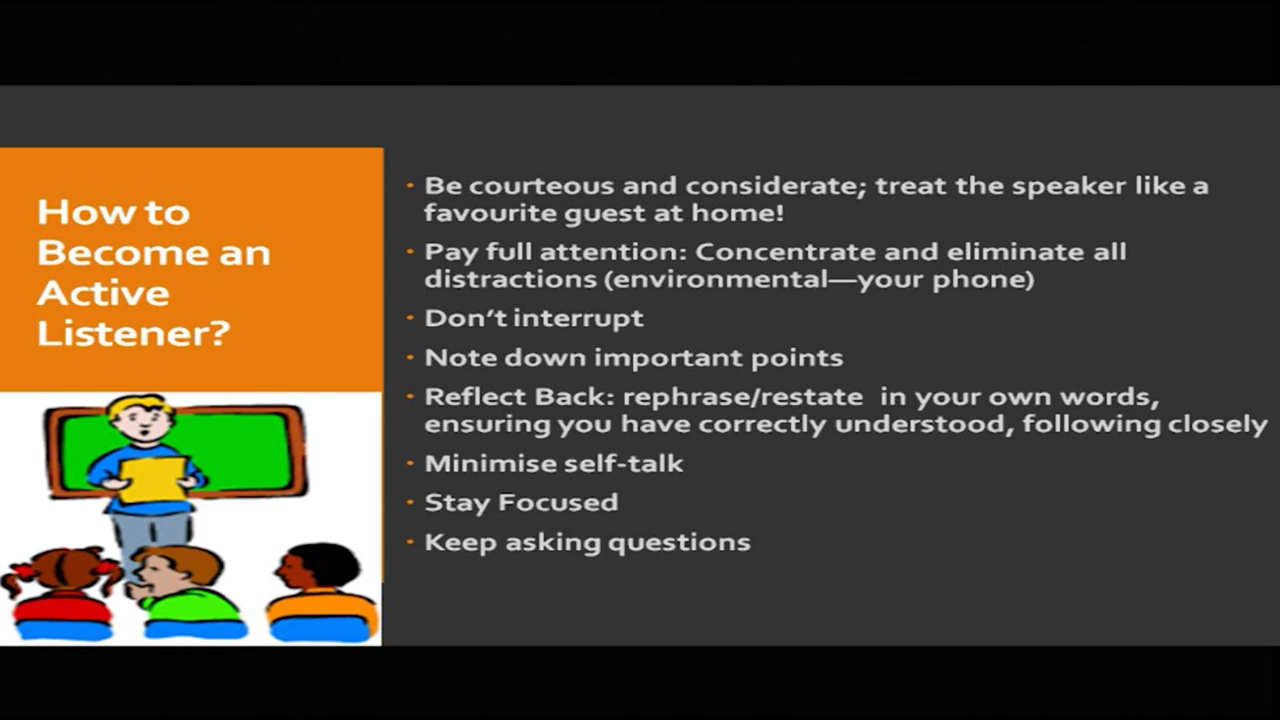 How to
Become an
Active
Listener?
• Be courteous and considerate; treat the speaker like a
favourite guest at home!
• Pay full attention: Concentrate and eliminate all
distractions (environmental—your phone)
• Don't interrupt
• Note down important points
• Reflect Back: rephrase/restate  in your own words,
ensuring you have correctly understood, following closely
• Minimise self-talk
• Stay Focused
• Keep asking questions